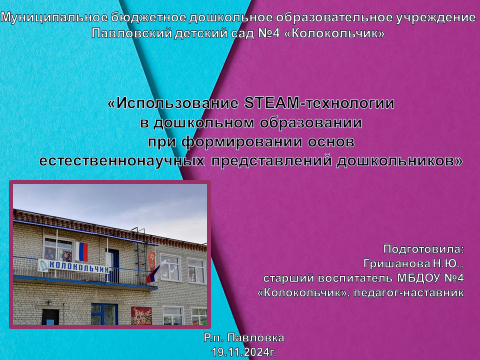 Муниципальное бюджетное дошкольное образовательное учреждение
Павловский детский сад №4 «Колокольчик»
«Использование STEAM-технологии
в дошкольном образовании
при формировании основ
естественнонаучных представлений дошкольников»
КОЛОКОЛЬЧИК
Подготовила:
Гришанова Н.Ю.,
старший воспитатель МБДОУ №4
«Колокольчик», педагог-наставник
Р.п. Павловка
19.11.2024г